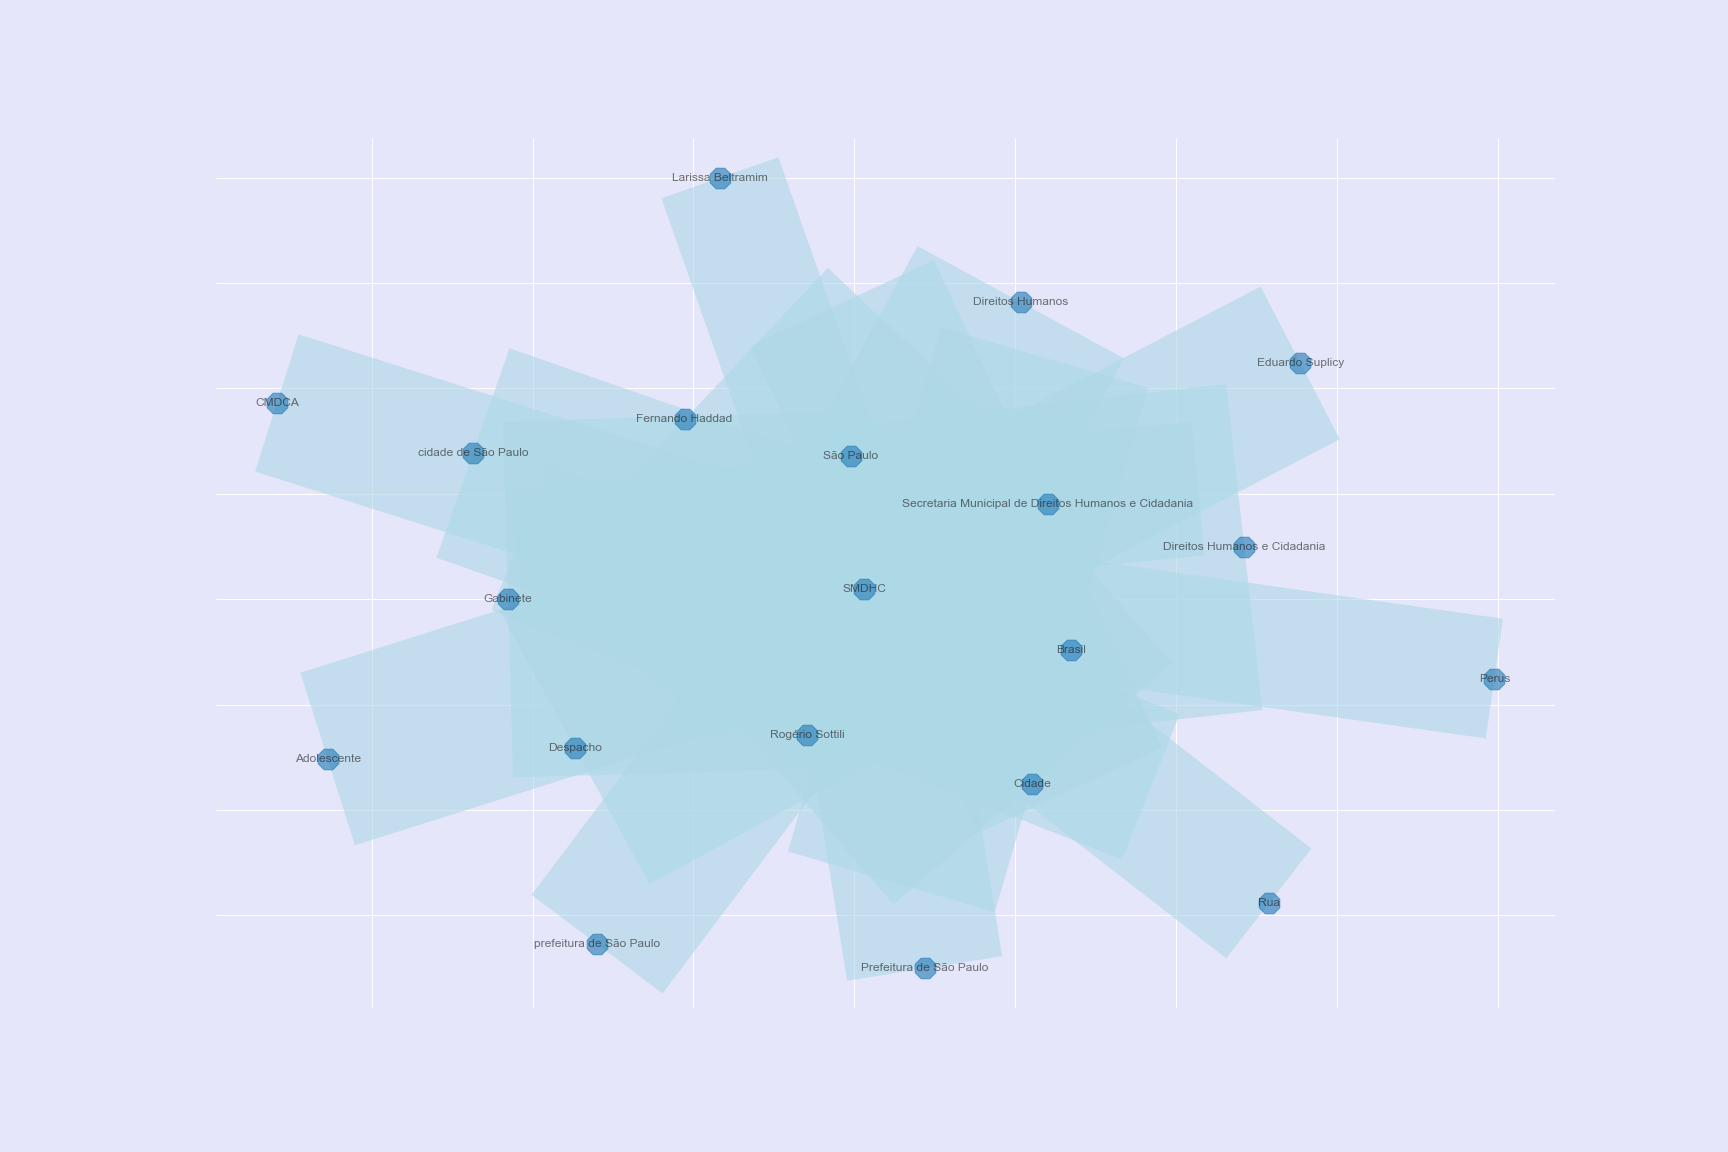 Larissa Beltramim
Direitos Humanos
Eduardo Suplicy
CMDCA
Fernando Haddad
cidade de São Paulo
São Paulo
Secretaria Municipal de Direitos Humanos e Cidadania
Direitos Humanos e Cidadania
SMDHC
Gabinete
Brasil
Perus
Rogério Sottili
Despacho
Adolescente
Cidade
Rua
prefeitura de São Paulo
Prefeitura de São Paulo